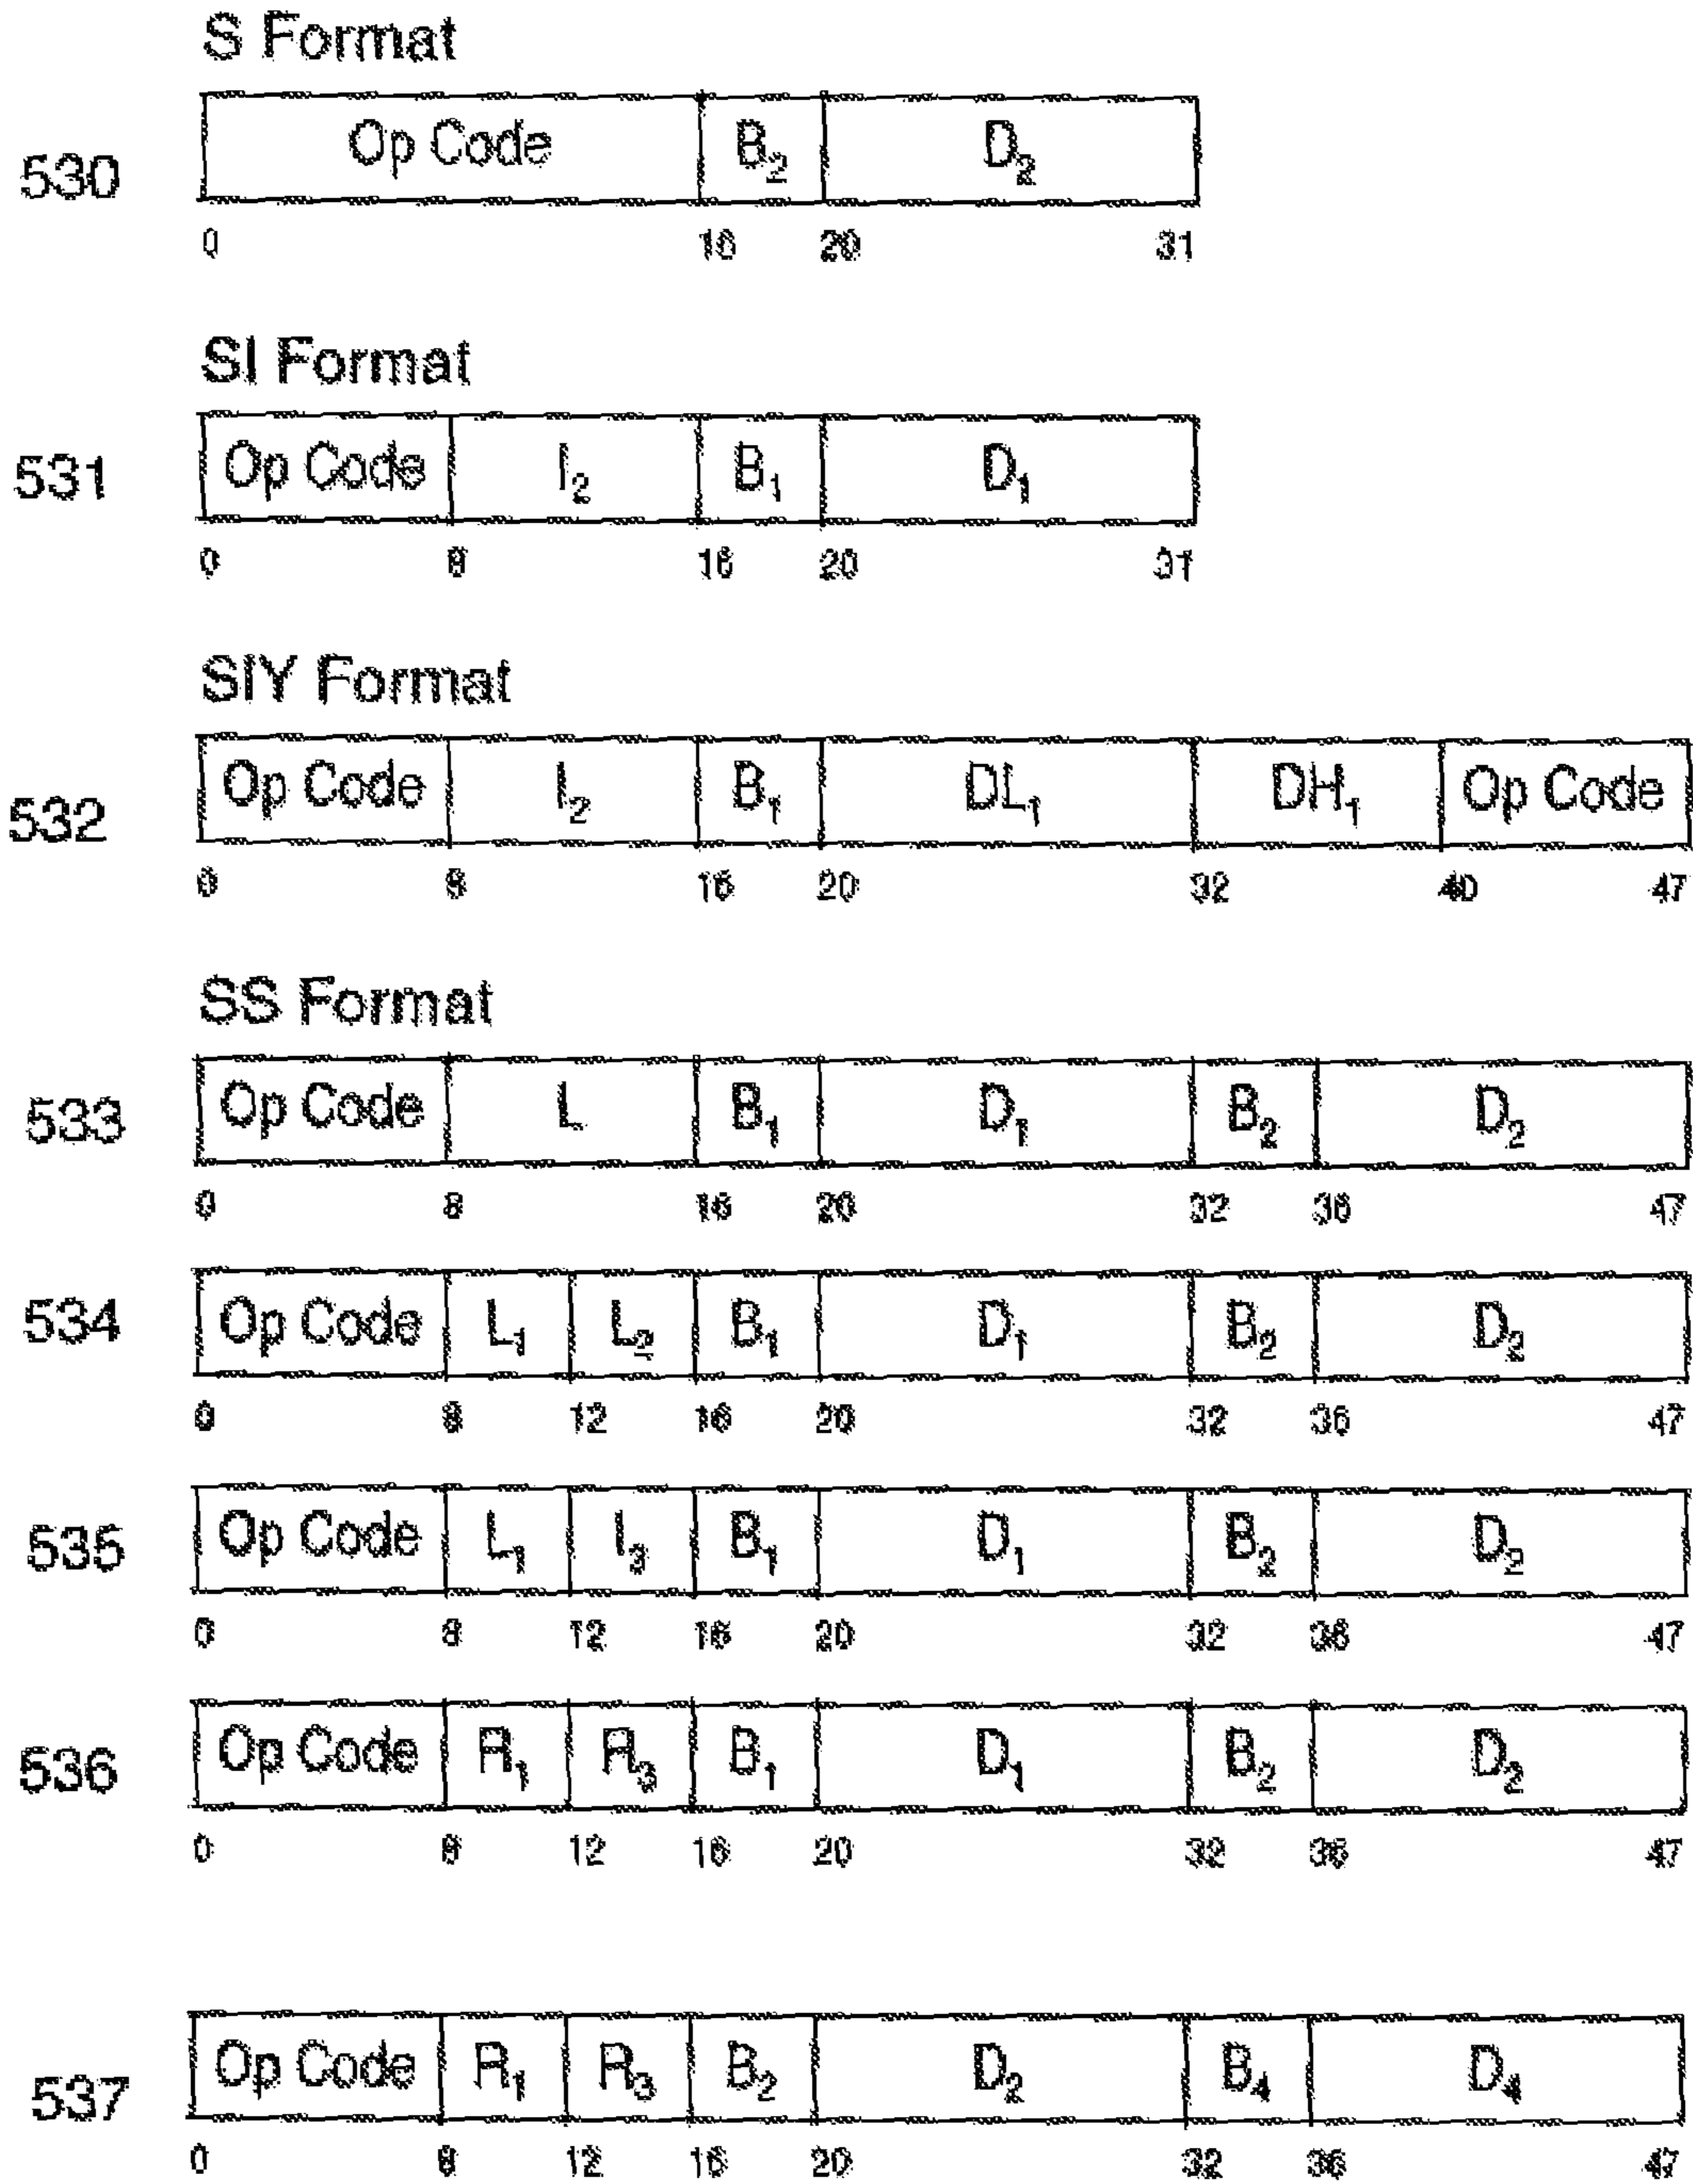 S Format
530 Op Code B₂ D₂
0 16 20 31
SI Format
531 Op Code I₂ B₁ D₁
0 8 16 20 31
SIY Format
532 Op Code I₂ B₁ DL₁ DH₁ Op Code
0 8 16 20 32 40 47
SS Format
533 Op Code L B₁ D₁ B₂ D₂
0 8 16 20 32 36 47
534 Op Code L₁ L₂ B₁ D₁ B₂ D₂
0 8 12 16 20 32 36 47
535 Op Code L₁ I₃ B₁ D₁ B₂ D₂
0 8 12 16 20 32 36 47
536 Op Code R₁ R₃ B₁ D₁ B₂ D₂
0 8 12 16 20 32 36 47
537 Op Code R₁ R₃ B₂ D₂ B₄ D₄
0 8 12 16 20 32 36 47